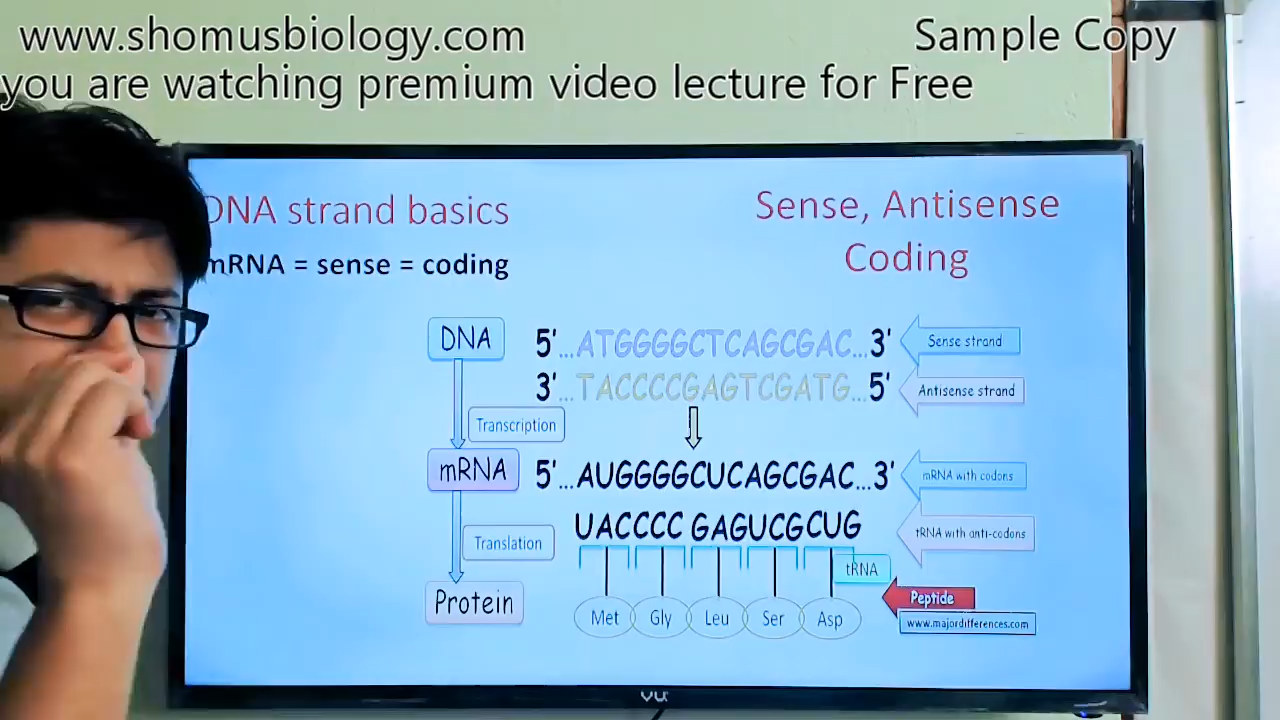 www.shomusbiology.com
Sample Copy
you are watching premium video lecture for Free
DNA strand basics
mRNA = sense = coding
Sense, Antisense
Coding
DNA
5' ...ATGGGGCTCAGCGAC... 3'
Sense strand
3' ...TACCCCGAGTCGATG... 5'
Antisense strand
Transcription
mRNA
5' ...AUGGGGCUCAGCGAC... 3'
mRNA with codons
UACCCC GAGUCGCUG
tRNA with anti-codons
Translation
tRNA
Protein
Met Gly Leu Ser Asp
Peptide
www.majordifferences.com
VU